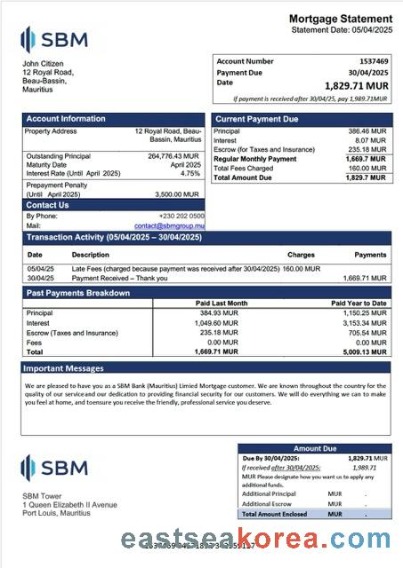 Mortgage Statement
Statement Date: 05/04/2025
SBM
John Citizen
12 Royal Road,
Beau-Bassin,
Mauritius
Account Number 1537469
Payment Due 30/04/2025
Date
1,829.71 MUR
If payment is received after 30/04/25, pay 1,989.71MUR
Account Information
Property Address 12 Royal Road, Beau-
Bassin, Mauritius
Outstanding Principal 264,776.43 MUR
Maturity Date April 2025
Interest Rate (Until April 2025) 4.75%
Prepayment Penalty
(Until April 2025) 3,500.00 MUR
Contact Us
By Phone: +230 202 0500
Mail: contact@sbmgroup.mu
Current Payment Due
Principal 386.46 MUR
Interest 8.07 MUR
Escrow (for Taxes and Insurance) 235.18 MUR
Regular Monthly Payment 1,669.7 MUR
Total Fees Charged 160.00 MUR
Total Amount Due 1,829.7 MUR
Transaction Activity (05/04/2025 – 30/04/2025)
Date Description Charges Payments
05/04/25 Late Fees (charged because payment was received after 30/04/2025) 160.00 MUR
30/04/25 Payment Received – Thank you 1,669.71 MUR
Past Payments Breakdown
Paid Last Month Paid Year to Date
Principal 384.93 MUR 1,150.25 MUR
Interest 1,049.60 MUR 3,153.34 MUR
Escrow (Taxes and Insurance) 235.18 MUR 705.54 MUR
Fees 0.00 MUR 0.00 MUR
Total 1,669.71 MUR 5,009.13 MUR
Important Messages
We are pleased to have you as a SBM Bank (Mauritius) Limied Mortgage customer. We are known throughout the country for the
quality of our serviceand our dedication to providing financial security for our customers. We will do everything we can to make
you feel at home, and toensure you receive the friendly, professional service you deserve.
SBM
SBM Tower
1 Queen Elizabeth II Avenue
Port Louis, Mauritius
Amount Due
Due By 30/04/2025: 1,829.71 MUR
If received after 30/04/2025: 1,989.71
MUR Please designate how you want us to apply any
additional funds.
Additional Principal MUR .
Additional Escrow MUR .
Total Amount Enclosed MUR .
eastseakorea.com